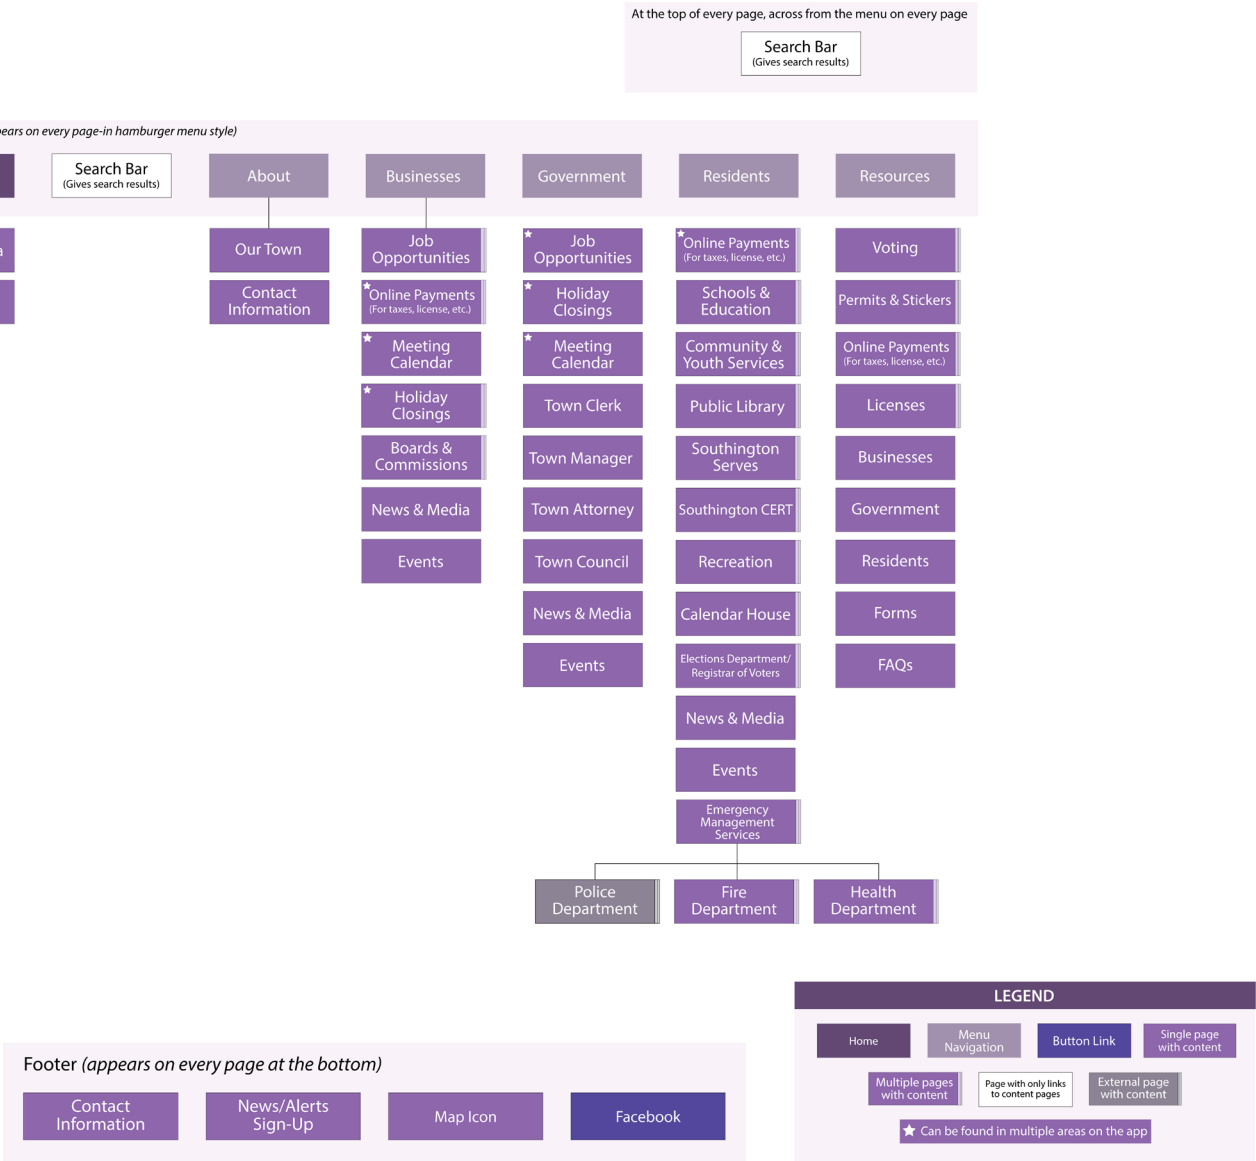 At the top of every page, across from the menu on every page
Search Bar
(Gives search results)
pears on every page-in hamburger menu style)
Search Bar
(Gives search results)
About
Businesses
Government
Residents
Resources
a
Our Town
Contact
Information
Job
Opportunities
Online Payments
(For taxes, license, etc.)
Meeting
Calendar
Holiday
Closings
Boards &
Commissions
News & Media
Events
Job
Opportunities
Holiday
Closings
Meeting
Calendar
Town Clerk
Town Manager
Town Attorney
Town Council
News & Media
Events
Online Payments
(For taxes, license, etc.)
Schools &
Education
Community &
Youth Services
Public Library
Southington
Serves
Southington CERT
Recreation
Calendar House
Elections Department/
Registrar of Voters
News & Media
Events
Emergency
Management
Services
Police
Department
Fire
Department
Health
Department
Voting
Permits & Stickers
Online Payments
(For taxes, license, etc.)
Licenses
Businesses
Government
Residents
Forms
FAQs
Footer (appears on every page at the bottom)
Contact
Information
News/Alerts
Sign-Up
Map Icon
Facebook
LEGEND
Home
Menu
Navigation
Button Link
Single page
with content
Multiple pages
with content
Page with only links
to content pages
External page
with content
Can be found in multiple areas on the app